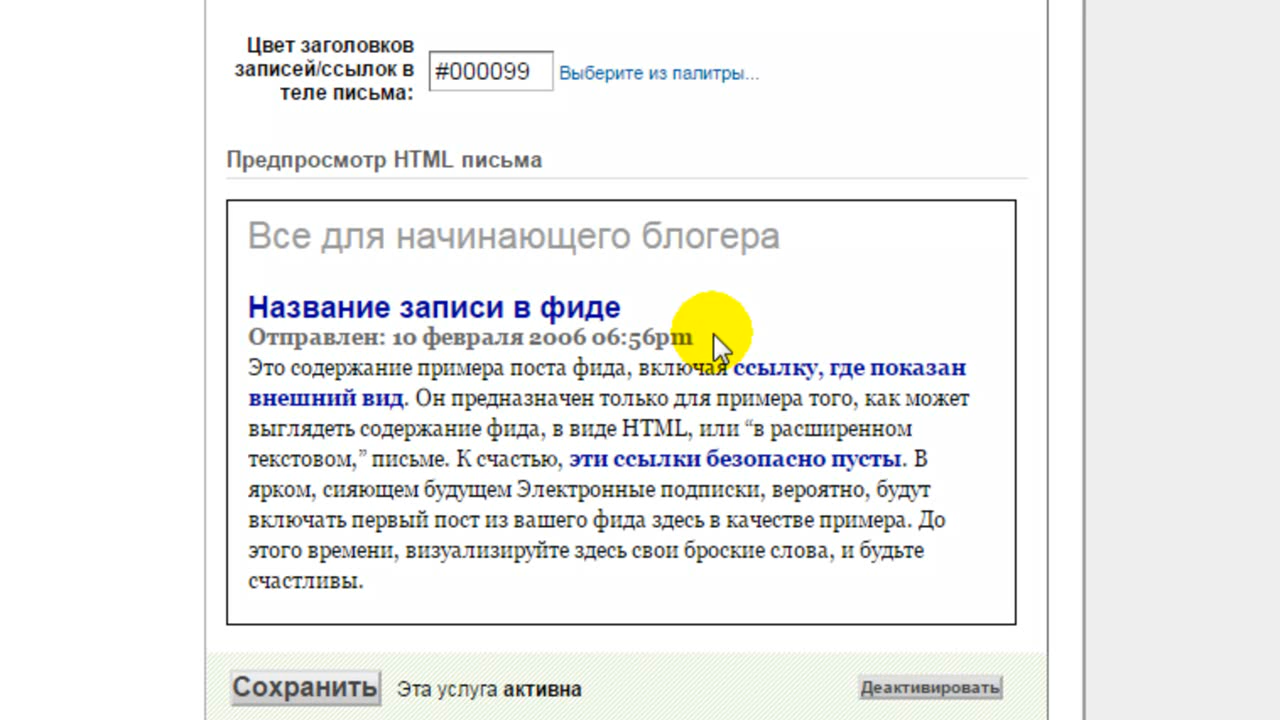 Цвет заголовков
записей/ссылок в
теле письма:
#000099
Выберите из палитры...
Предпросмотр HTML письма
Все для начинающего блогера
Название записи в фиде
Отправлен: 10 февраля 2006 06:56pm
Это содержание примера поста фида, включая ссылку, где показан
внешний вид. Он предназначен только для примера того, как может
выглядеть содержание фида, в виде HTML, или “в расширенном
текстовом,” письме. К счастью, эти ссылки безопасно пусты. В
ярком, сияющем будущем Электронные подписки, вероятно, будут
включать первый пост из вашего фида здесь в качестве примера. До
этого времени, визуализируйте здесь свои броские слова, и будьте
счастливы.
Сохранить Эта услуга активна Деактивировать